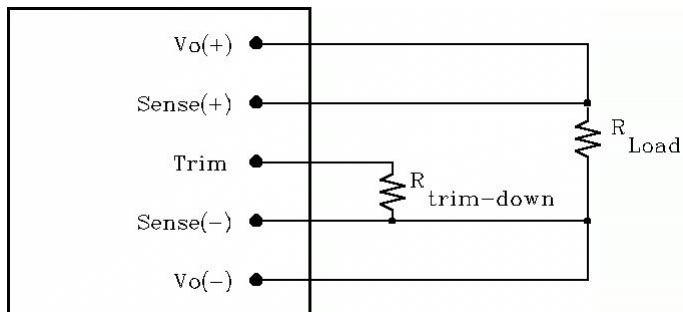 Vo(+)
Sense(+)
Trim
Sense(-)
Vo(-)
R trim-down
R Load